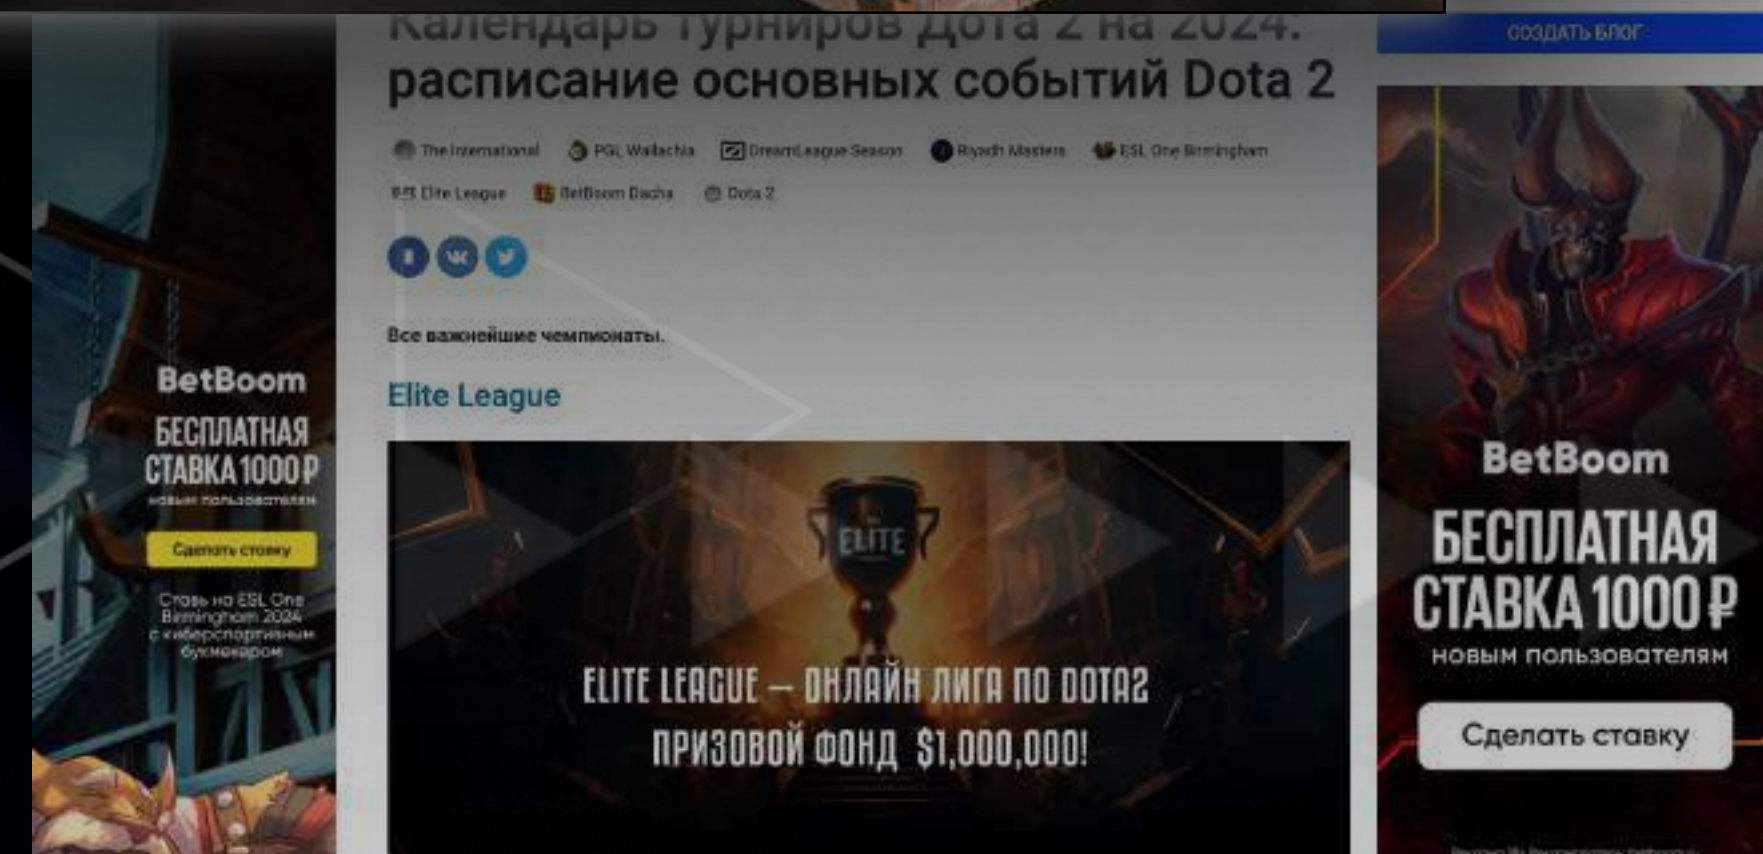 Календарь турниров Дота 2 на 2024:
расписание основных событий Dota 2
СОЗДАТЬ БЛОГ
The International PGL Wallachia DreamLeague Season Riyadh Masters ESL One Birmingham
Elite League BetBoom Dacha Dota 2
Все важнейшие чемпионаты.
Elite League
ELITE
ELITE LEAGUE – ОНЛАЙН ЛИГА ПО DOTA2
ПРИЗОВОЙ ФОНД $1,000,000!
BetBoom
БЕСПЛАТНАЯ
СТАВКА 1000 ₽
новым пользователям
Сделать ставку
Ставь на ESL One
Birmingham 2024
с киберспортивным
букмекером
BetBoom
БЕСПЛАТНАЯ
СТАВКА 1000 ₽
НОВЫМ ПОЛЬЗОВАТЕЛЯМ
Сделать ставку